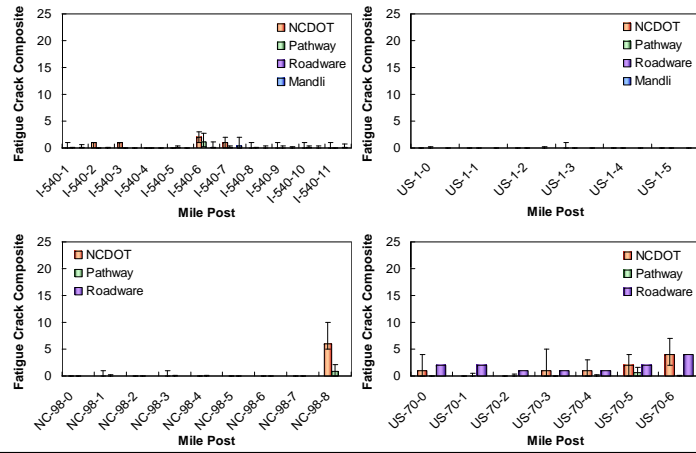 Fatigue Crack Composite
25
20
15
10
5
0
NCDOT
Pathway
Roadware
Mandli
I-540-1
I-540-2
I-540-3
I-540-4
I-540-5
I-540-6
I-540-7
I-540-8
I-540-9
I-540-10
I-540-11
Mile Post
Fatigue Crack Composite
25
20
15
10
5
0
NCDOT
Pathway
Roadware
Mandli
US-1-0
US-1-1
US-1-2
US-1-3
US-1-4
US-1-5
Mile Post
Fatigue Crack Composite
25
20
15
10
5
0
NCDOT
Pathway
Roadware
NC-98-0
NC-98-1
NC-98-2
NC-98-3
NC-98-4
NC-98-5
NC-98-6
NC-98-7
NC-98-8
Mile Post
Fatigue Crack Composite
25
20
15
10
5
0
NCDOT
Pathway
Roadware
US-70-0
US-70-1
US-70-2
US-70-3
US-70-4
US-70-5
US-70-6
Mile Post